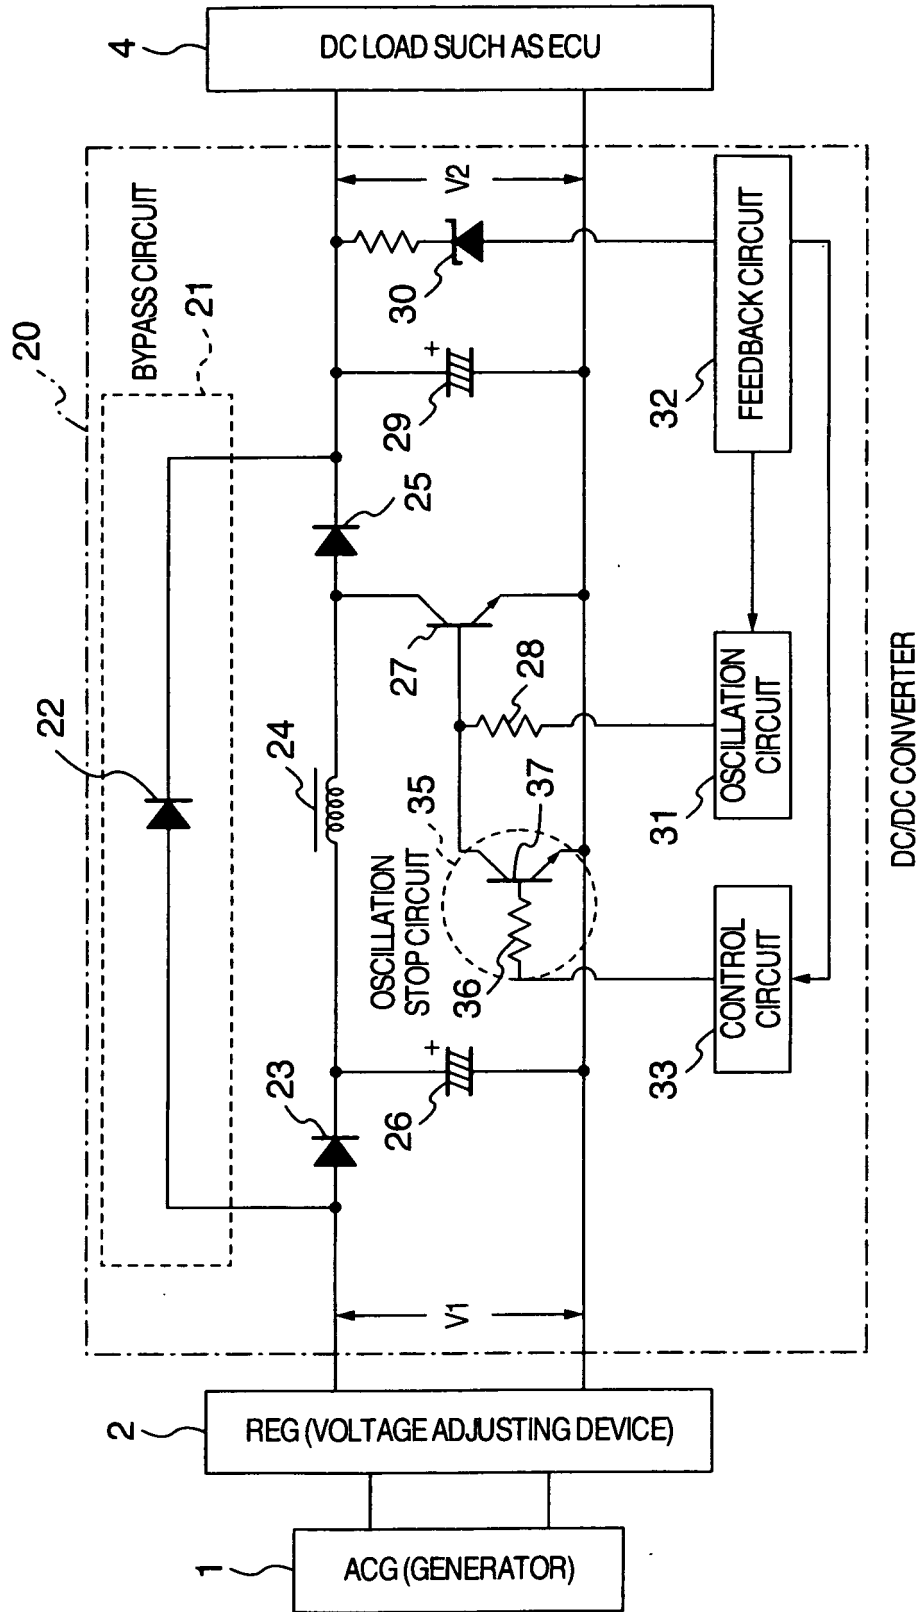 20
BYPASS CIRCUIT
21
22
23
24
25
4
DC LOAD SUCH AS ECU
V1
V2
2
REG (VOLTAGE ADJUSTING DEVICE)
1
ACG (GENERATOR)
+
26
OSCILLATION
STOP CIRCUIT
35
36
37
27
28
+
29
30
33
CONTROL
CIRCUIT
31
OSCILLATION
CIRCUIT
32
FEEDBACK CIRCUIT
DC/DC CONVERTER